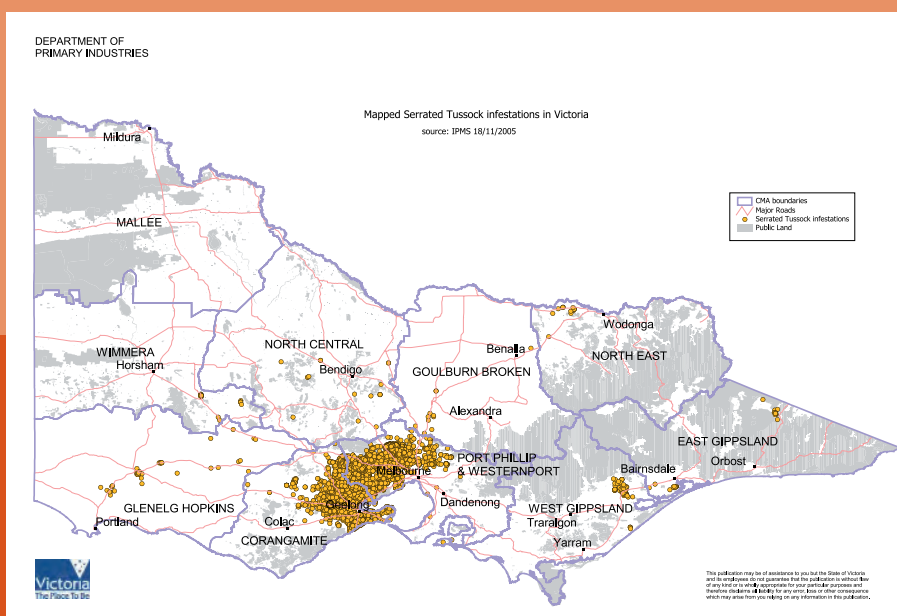 DEPARTMENT OF
PRIMARY INDUSTRIES
Mapped Serrated Tussock infestations in Victoria
source: IPMS 18/11/2005
Mildura
MALLEE
CMA boundaries
Major Roads
Serrated Tussock infestations
Public Land
Wodonga
NORTH CENTRAL
Benalla
WIMMERA
NORTH EAST
Horsham
Bendigo
GOULBURN BROKEN
Alexandra
EAST GIPPSLAND
PORT PHILLIP
& WESTERNPORT
Melbourne
Bairnsdale
Orbost
Dandenong
Geelong
GLENELG HOPKINS
WEST GIPPSLAND
Portland
Colac
Traralgon
CORANGAMITE
Yarram
Victoria
The Place To Be
This publication may be of assistance to you but the State of Victoria
and its employees do not guarantee that the publication is without flaw
of any kind or is wholly appropriate for your particular purposes and
therefore disclaims all liability for any error, loss or other consequence
which may arise from you relying on any information in this publication.